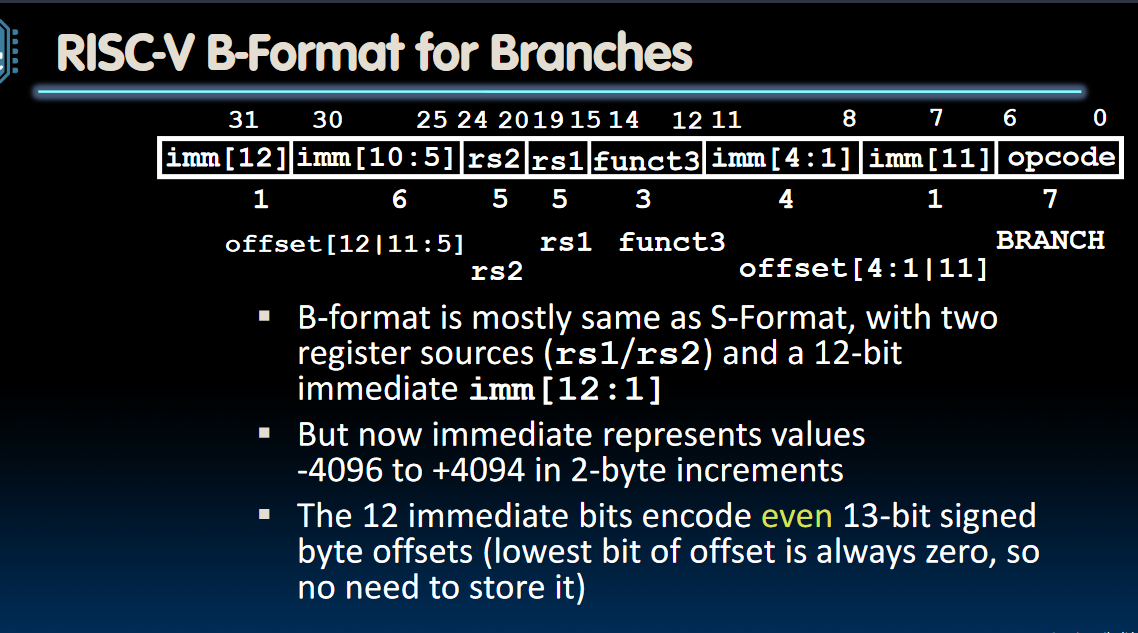 RISC-V B-Format for Branches
31 30 25 24 20 19 15 14 12 11 8 7 6 0
imm[12] imm[10:5] rs2 rs1 funct3 imm[4:1] imm[11] opcode
1 6 5 5 3 4 1 7
offset[12|11:5] rs1 funct3 BRANCH
rs2 offset[4:1|11]
▪ B-format is mostly same as S-Format, with two
register sources (rs1/rs2) and a 12-bit
immediate imm[12:1]
▪ But now immediate represents values
-4096 to +4094 in 2-byte increments
▪ The 12 immediate bits encode even 13-bit signed
byte offsets (lowest bit of offset is always zero, so
no need to store it)